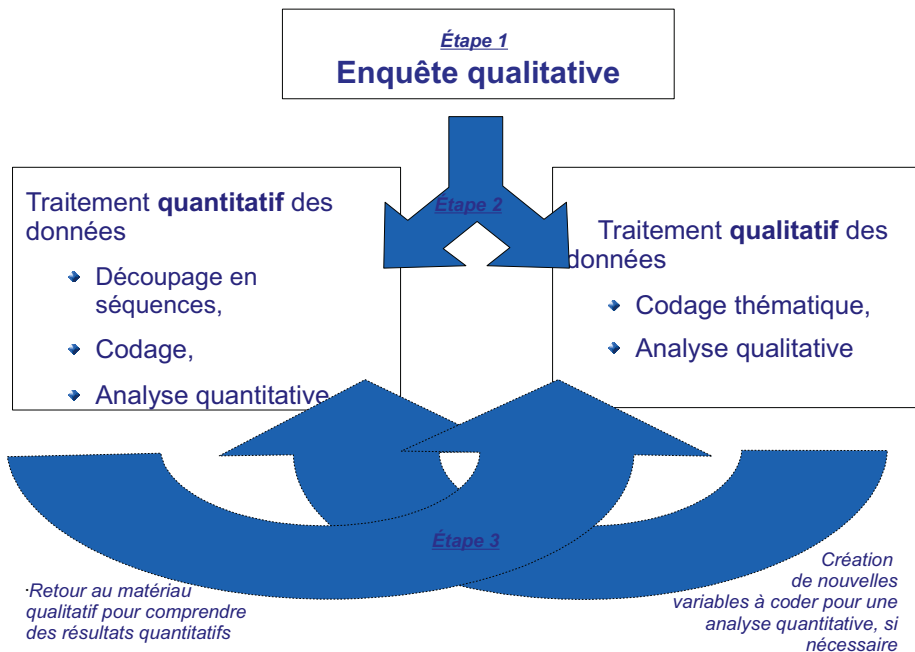 Étape 1
Enquête qualitative
Étape 2
Traitement quantitatif des
données
Découpage en
séquences,
Codage,
Analyse quantitative
Traitement qualitatif des
données
Codage thématique,
Analyse qualitative
Étape 3
·Retour au matériau
qualitatif pour comprendre
des résultats quantitatifs
Création
de nouvelles
variables à coder pour une
analyse quantitative, si
nécessaire